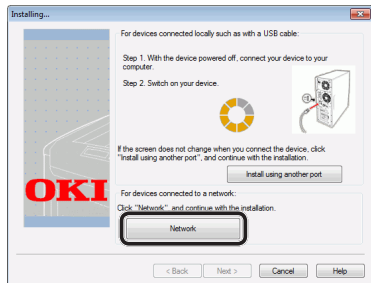 Installing...
For devices connected locally such as with a USB cable:
Step 1. With the device powered off, connect your device to your
computer.
Step 2. Switch on your device.
If the screen does not change when you connect the device, click
"Install using another port", and continue with the installation.
Install using another port
OKI
For devices connected to a network:
Click "Network", and continue with the installation.
Network
< Back
Next >
Cancel
Help